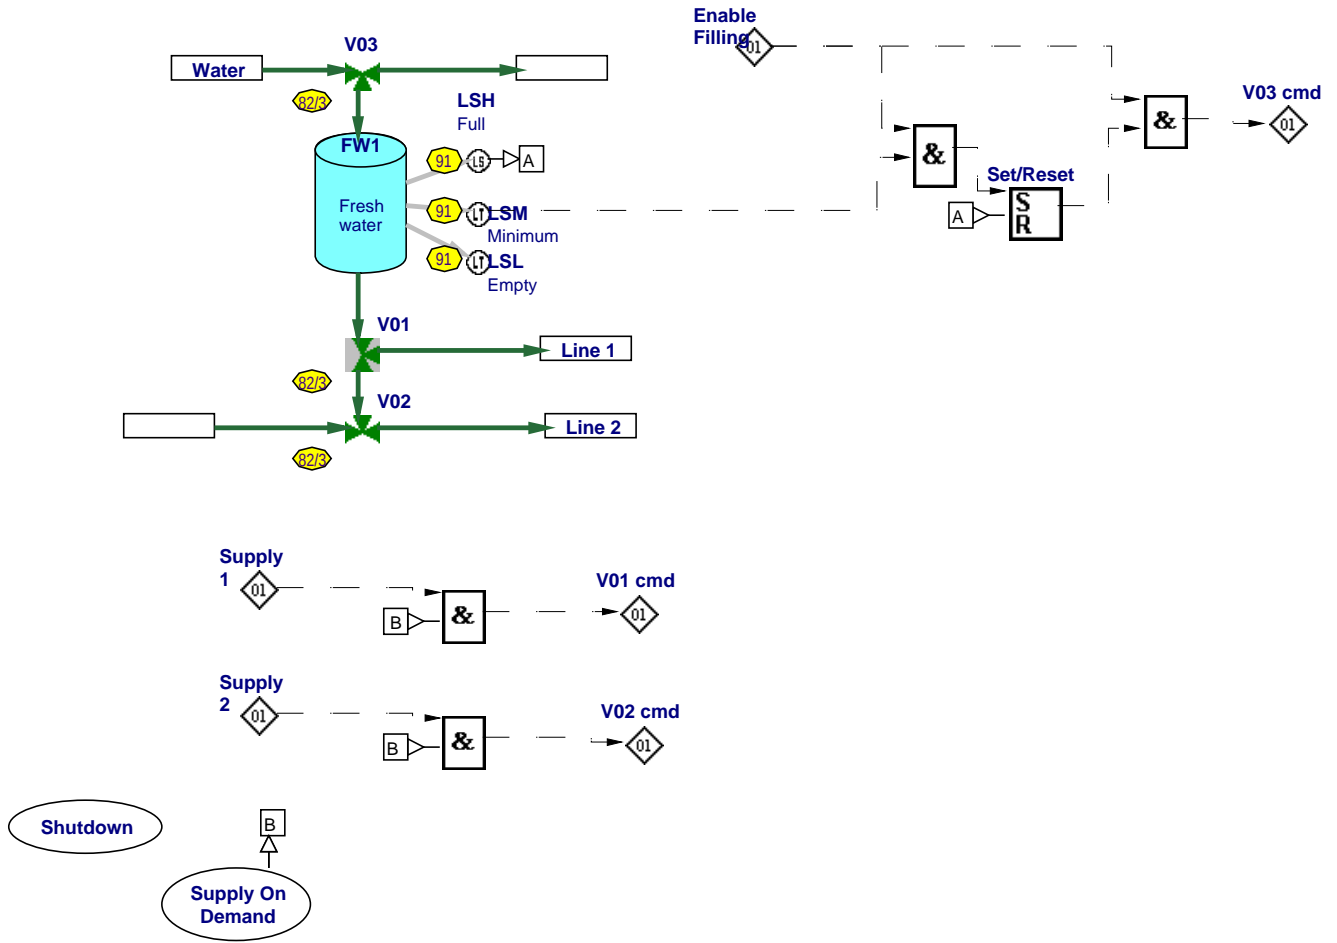 Enable
Filling
01
V03
Water
82/3
LSH
Full
V03 cmd
01
&
&
FW1
91
LS
A
Set/Reset
S
R
A
Fresh
water
91
LT
LSM
Minimum
91
LT
LSL
Empty
V01
Line 1
82/3
V02
Line 2
82/3
Supply
1
01
B
&
V01 cmd
01
Supply
2
01
B
&
V02 cmd
01
Shutdown
B
Supply On
Demand